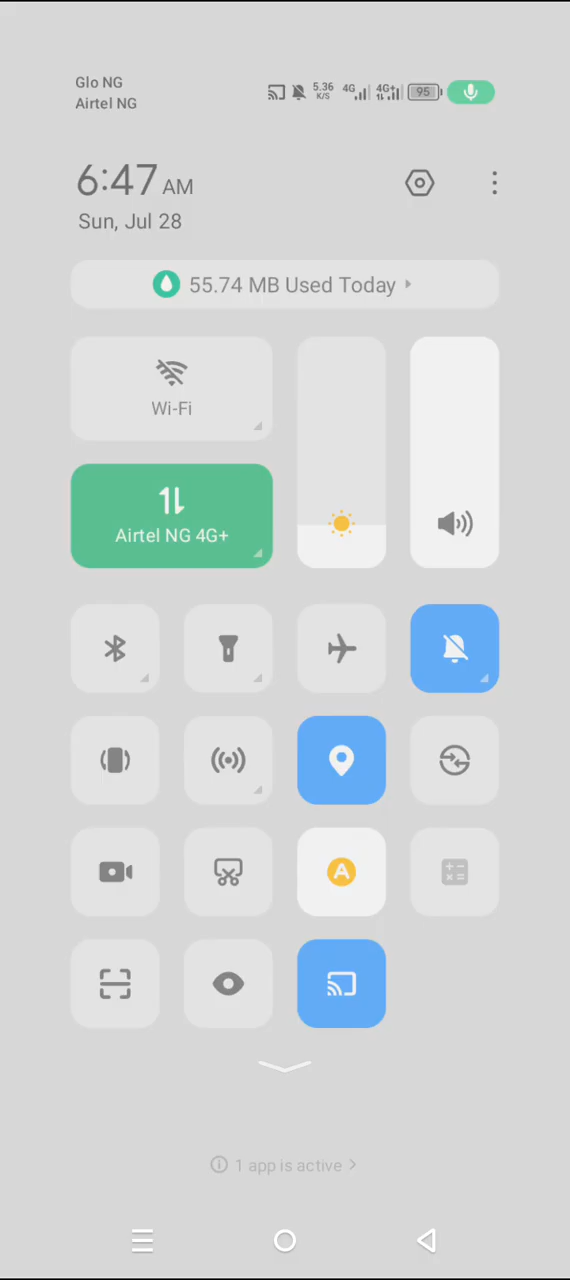 Glo NG
Airtel NG
5.36 K/S 4G 4G+ 95
6:47 AM
Sun, Jul 28
55.74 MB Used Today
Wi-Fi
Airtel NG 4G+
A
1 app is active